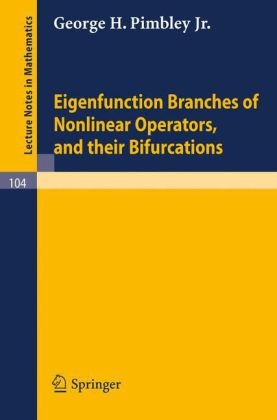 George H. Pimbley Jr.
Lecture Notes in Mathematics
Eigenfunction Branches of
Nonlinear Operators,
and their Bifurcations
104
Springer